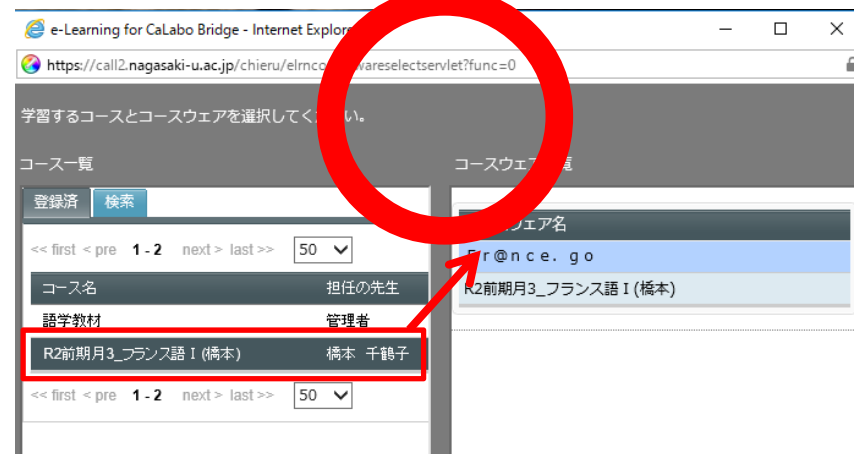 e-Learning for CaLabo Bridge - Internet Explore
https://call2.nagasaki-u.ac.jp/chieru/elrnco vareselectservlet?func=0
学習するコースとコースウェアを選択してく い。
コース一覧
登録済 検索
<< first < pre 1 - 2 next > last >> 50
コース名 担任の先生
語学教材 管理者
R2前期月3_フランス語 I (橋本) 橋本 千鶴子
<< first < pre 1 - 2 next > last >> 50
コースウェ 覧
ウェア名
Fr@nce. go
R2前期月3_フランス語 I (橋本)